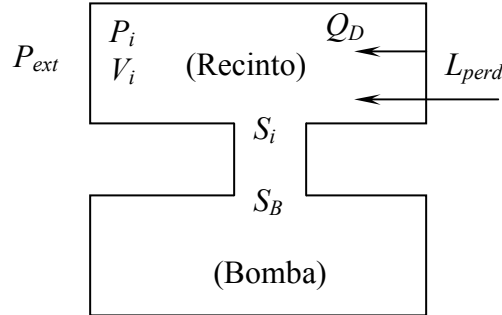 P_i Q_D
P_ext V_i (Recinto) L_perd
S_i
S_B
(Bomba)